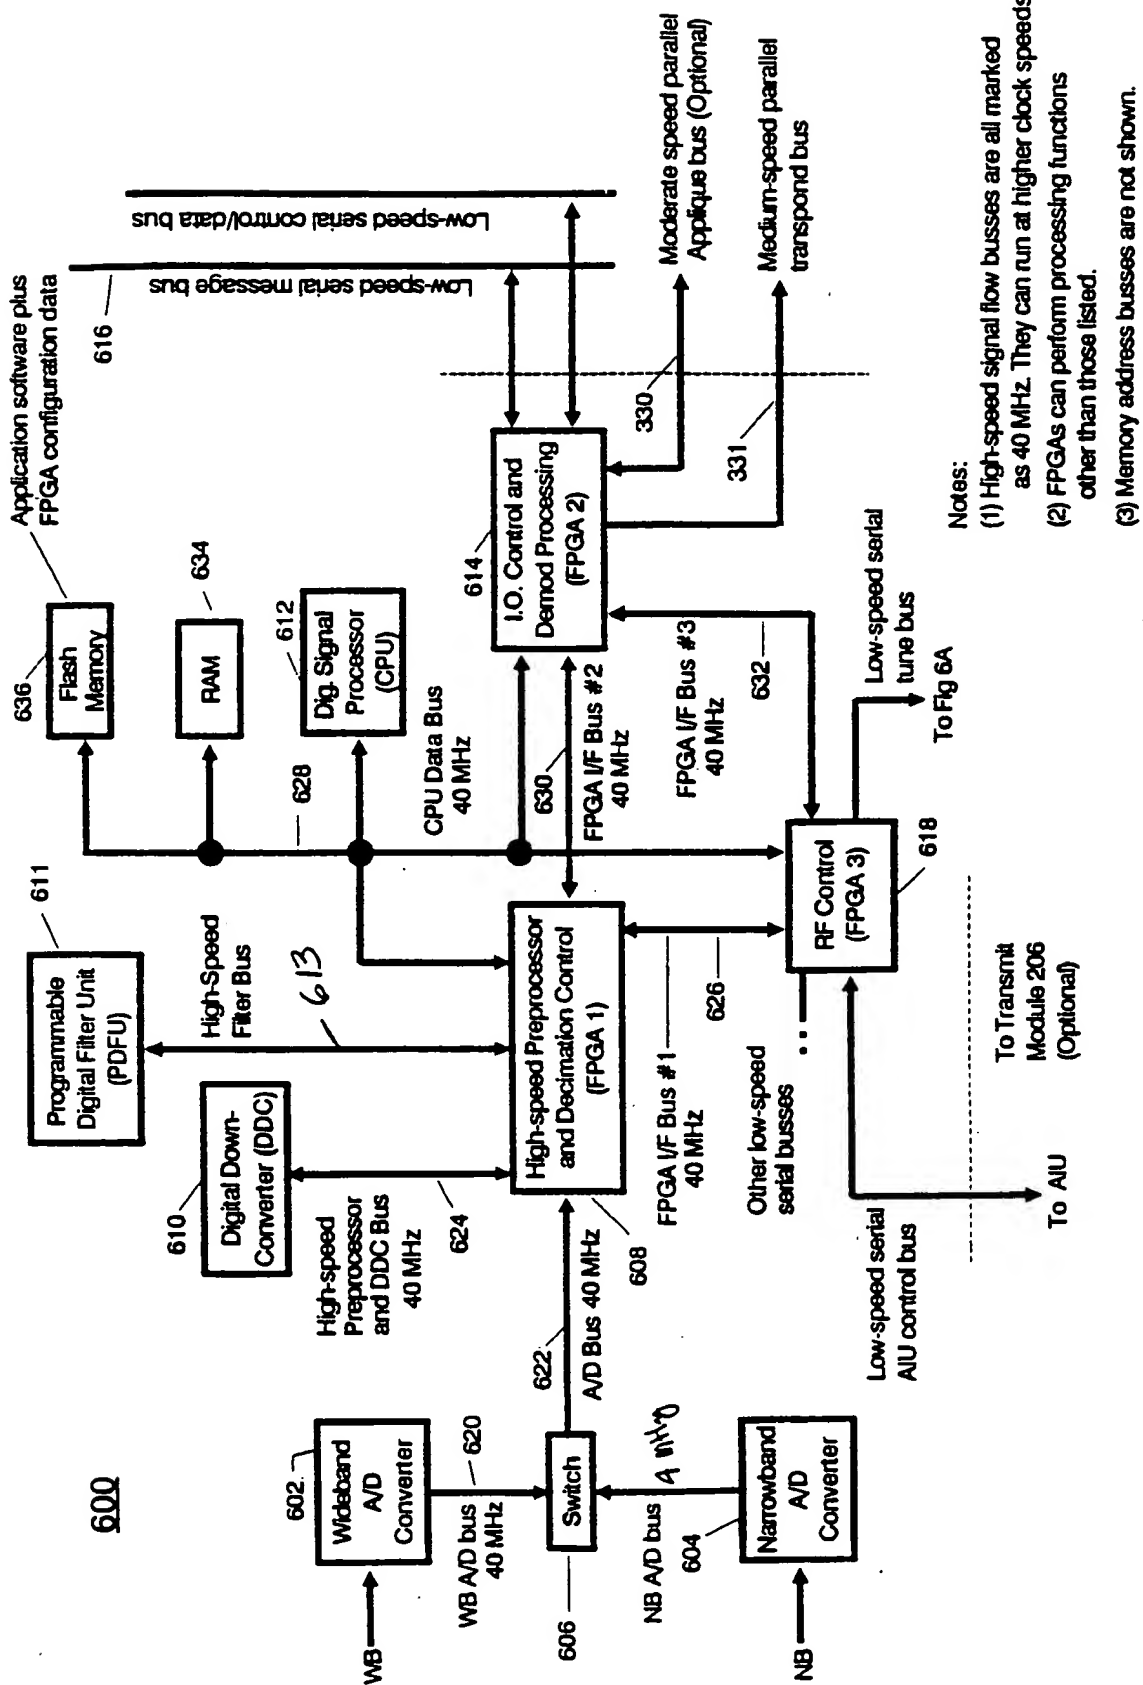 600
WB
602
Wideband
A/D
Converter
WB A/D bus
40 MHz
620
606
Switch
NB A/D bus
604
NB
Narrowband
A/D
Converter
622
A/D Bus 40 MHz
610
Digital Down-
Converter (DDC)
High-speed
Preprocessor
and DDC Bus
40 MHz
624
611
Programmable
Digital Filter Unit
(PDFU)
High-Speed
Filter Bus
613
608
High-speed Preprocessor
and Decimation Control
(FPGA 1)
FPGA I/F Bus #1
40 MHz
626
636
Flash
Memory
Application software plus
FPGA configuration data
RAM
634
612
Dig. Signal
Processor
(CPU)
628
CPU Data Bus
40 MHz
630
FPGA I/F Bus #2
40 MHz
614
I.O. Control and
Demod Processing
(FPGA 2)
FPGA I/F Bus #3
40 MHz
632
616
Low-speed serial message bus
Low-speed serial control/data bus
330
Moderate speed parallel
Applique bus (Optional)
331
Medium-speed parallel
transpond bus
RF Control
(FPGA 3)
618
Other low-speed
serial busses
...
Low-speed serial
AIU control bus
To AIU
To Transmit
Module 206
(Optional)
Low-speed serial
tune bus
To Fig 6A
Notes:
(1) High-speed signal flow busses are all marked
as 40 MHz. They can run at higher clock speeds
(2) FPGAs can perform processing functions
other than those listed.
(3) Memory address busses are not shown.